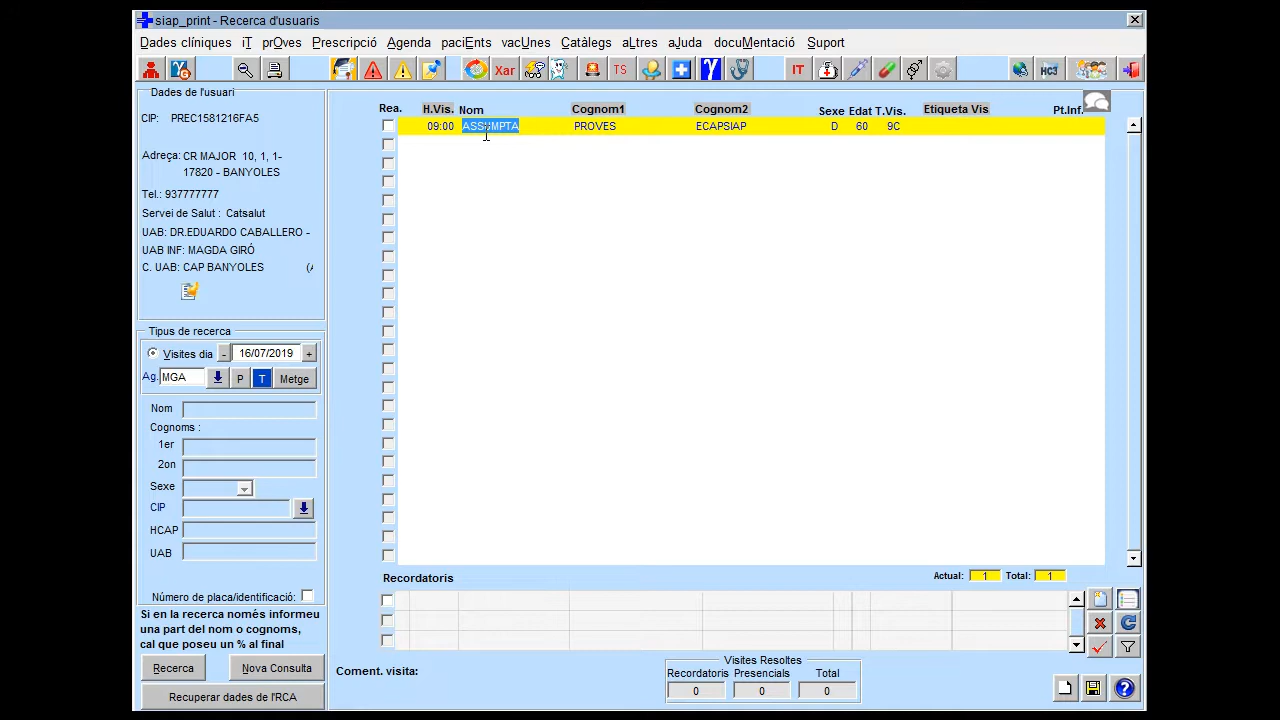 siap_print - Recerca d'usuaris
Dades clíniques iT prOves Prescripció Agenda paciEnts vacUnes Catàlegs aLtres aJuda docuMentació Suport
Xar TS IT HC3
Dades de l'usuari
CIP: PREC1581216FA5
Adreça: CR MAJOR 10, 1, 1-
17820 - BANYOLES
Tel.: 937777777
Servei de Salut : Catsalut
UAB: DR.EDUARDO CABALLERO -
UAB INF: MAGDA GIRÓ
C. UAB: CAP BANYOLES
Tipus de recerca
Visites dia - 16/07/2019 +
Ag. MGA P T Metge
Nom
Cognoms :
1er
2on
Sexe
CIP
HCAP
UAB
Número de placa/identificació:
Si en la recerca només informeu
una part del nom o cognoms,
cal que poseu un % al final
Recerca Nova Consulta
Recuperar dades de l'RCA
Rea. H.Vis. Nom Cognom1 Cognom2 Sexe Edat T.Vis. Etiqueta Vis Pt.Inf.
09:00 ASSUMPTA PROVES ECAPSIAP D 60 9C
Recordatoris
Actual: 1 Total: 1
Coment. visita:
Visites Resoltes
Recordatoris Presencials Total
0 0 0